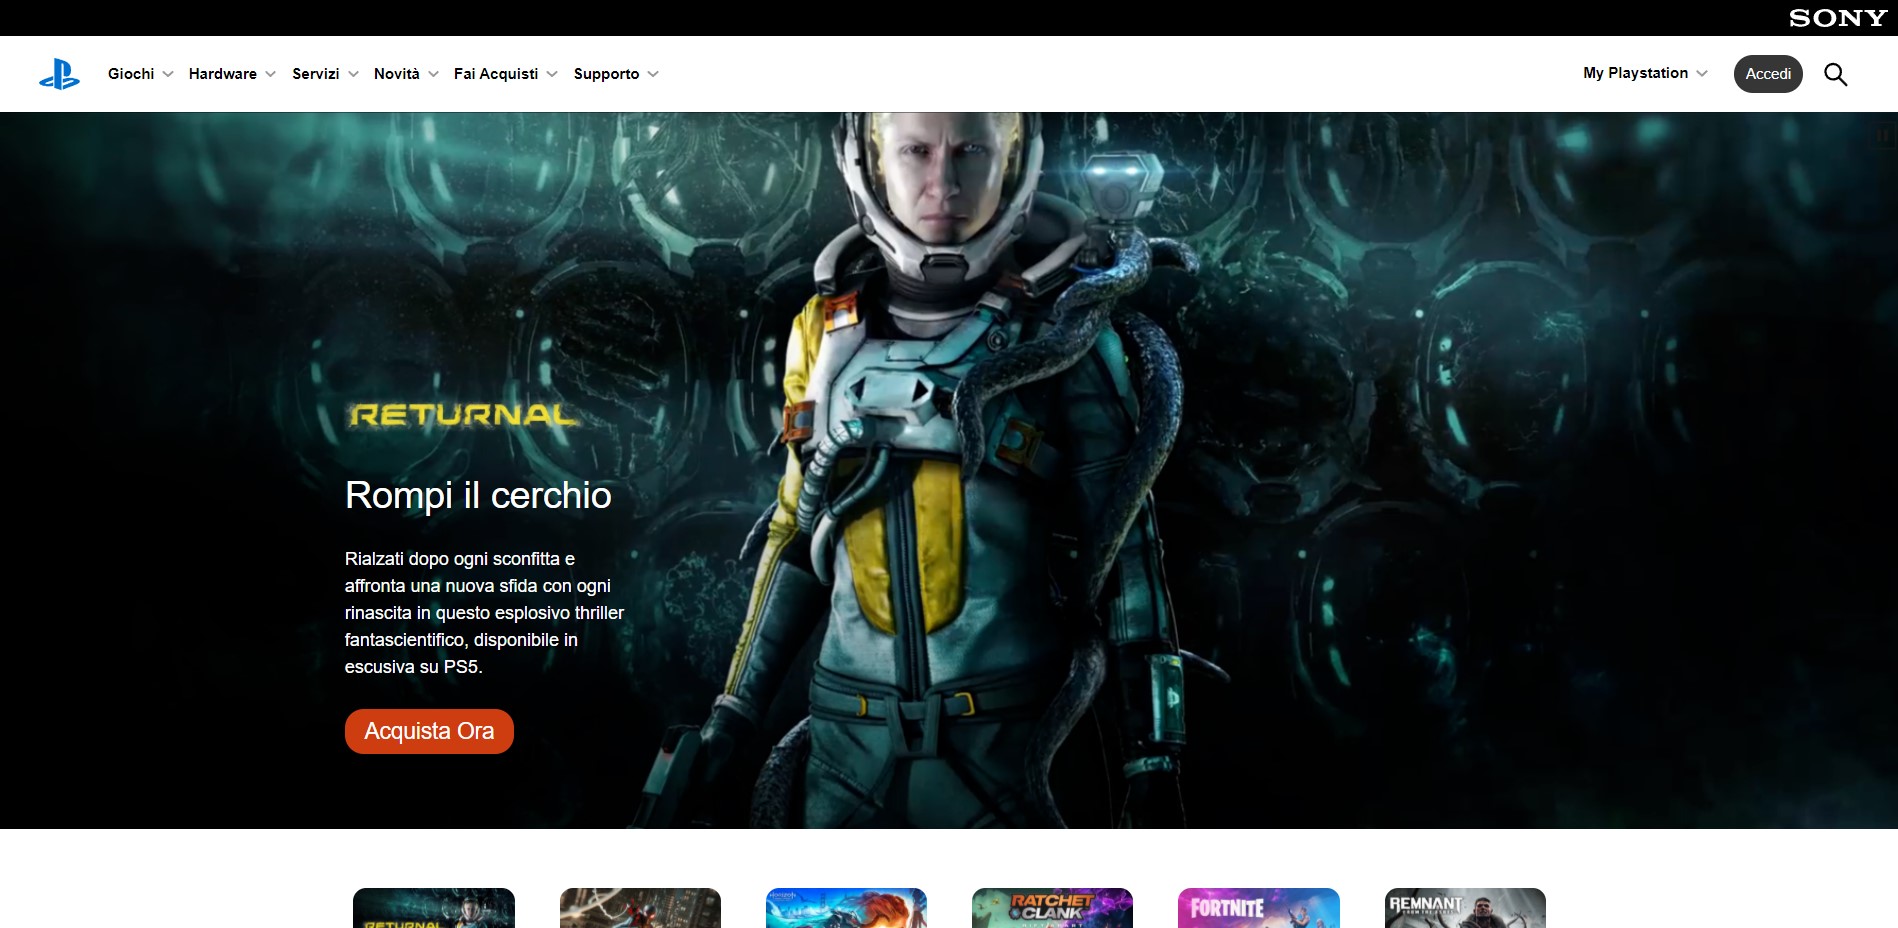 SONY
Giochi Hardware Servizi Novità Fai Acquisti Supporto My Playstation Accedi
RETURNAL
Rompi il cerchio
Rialzati dopo ogni sconfitta e
affronta una nuova sfida con ogni
rinascita in questo esplosivo thriller
fantascientifico, disponibile in
escusiva su PS5.
Acquista Ora
RETURNAL
RATCHET
CLANK
FORTNITE
REMNANT